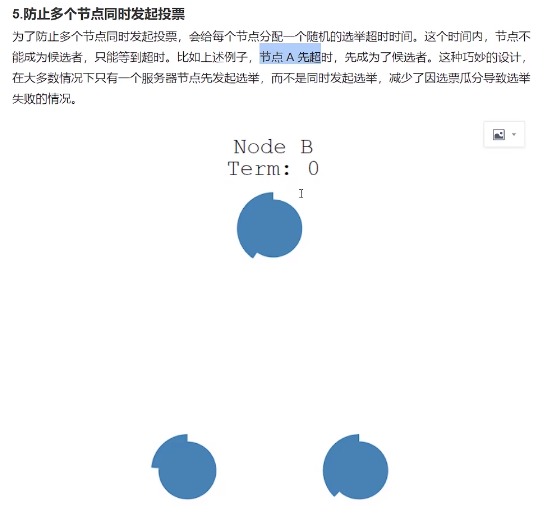 5.防止多个节点同时发起投票
为了防止多个节点同时发起投票，会给每个节点分配一个随机的选举超时时间。这个时间内，节点不
能成为候选者，只能等到超时。比如上述例子，节点 A 先超时，先成为了候选者。这种巧妙的设计，
在大多数情况下只有一个服务器节点先发起选举，而不是同时发起选举，减少了因选票瓜分导致选举
失败的情况。
Node B
Term: 0